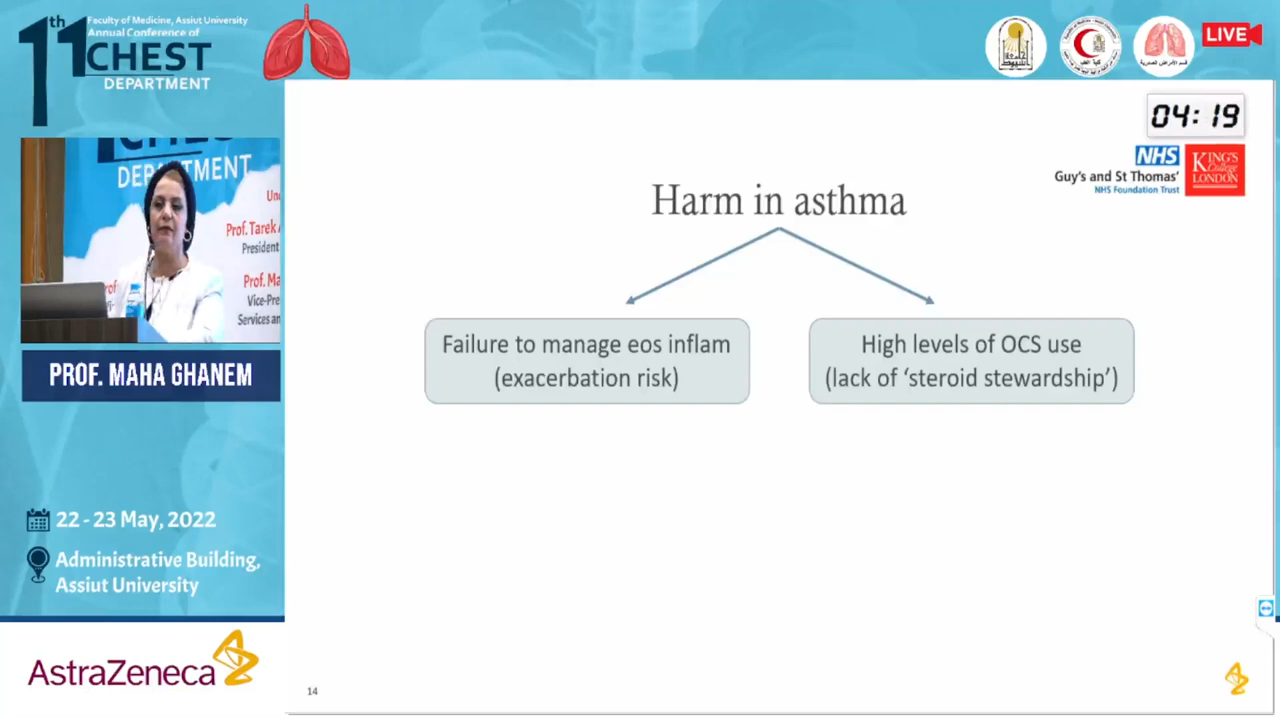 11th
Faculty of Medicine, Assiut University
Annual Conference of
CHEST
DEPARTMENT
LIVE
04:19
NHS
Guy's and St Thomas'
NHS Foundation Trust
KING'S
College
LONDON
Harm in asthma
Failure to manage eos inflam
(exacerbation risk)
High levels of OCS use
(lack of ‘steroid stewardship’)
DEPARTMENT
Prof. Tarek
President
Prof. Ma
Vice-Pre
Services an
PROF. MAHA GHANEM
22 - 23 May, 2022
Administrative Building,
Assiut University
AstraZeneca
14